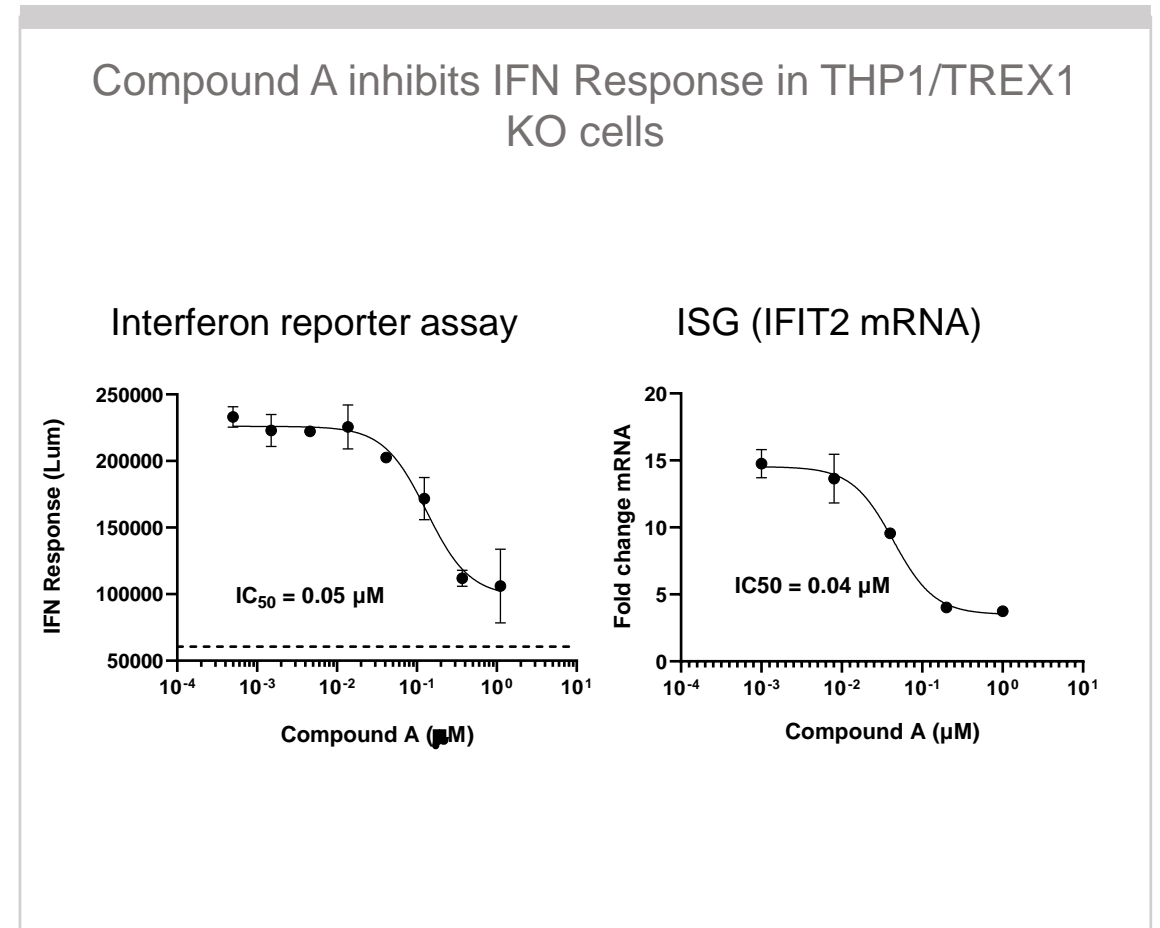 Compound A inhibits IFN Response in THP1/TREX1
KO cells
Interferon reporter assay
250000
200000
150000
100000
50000
IFN Response (Lum)
IC₅₀ = 0.05 µM
10⁻⁴ 10⁻³ 10⁻² 10⁻¹ 10⁰ 10¹
Compound A ( M)
ISG (IFIT2 mRNA)
20
15
10
5
0
Fold change mRNA
IC50 = 0.04 µM
10⁻⁴ 10⁻³ 10⁻² 10⁻¹ 10⁰ 10¹
Compound A (µM)